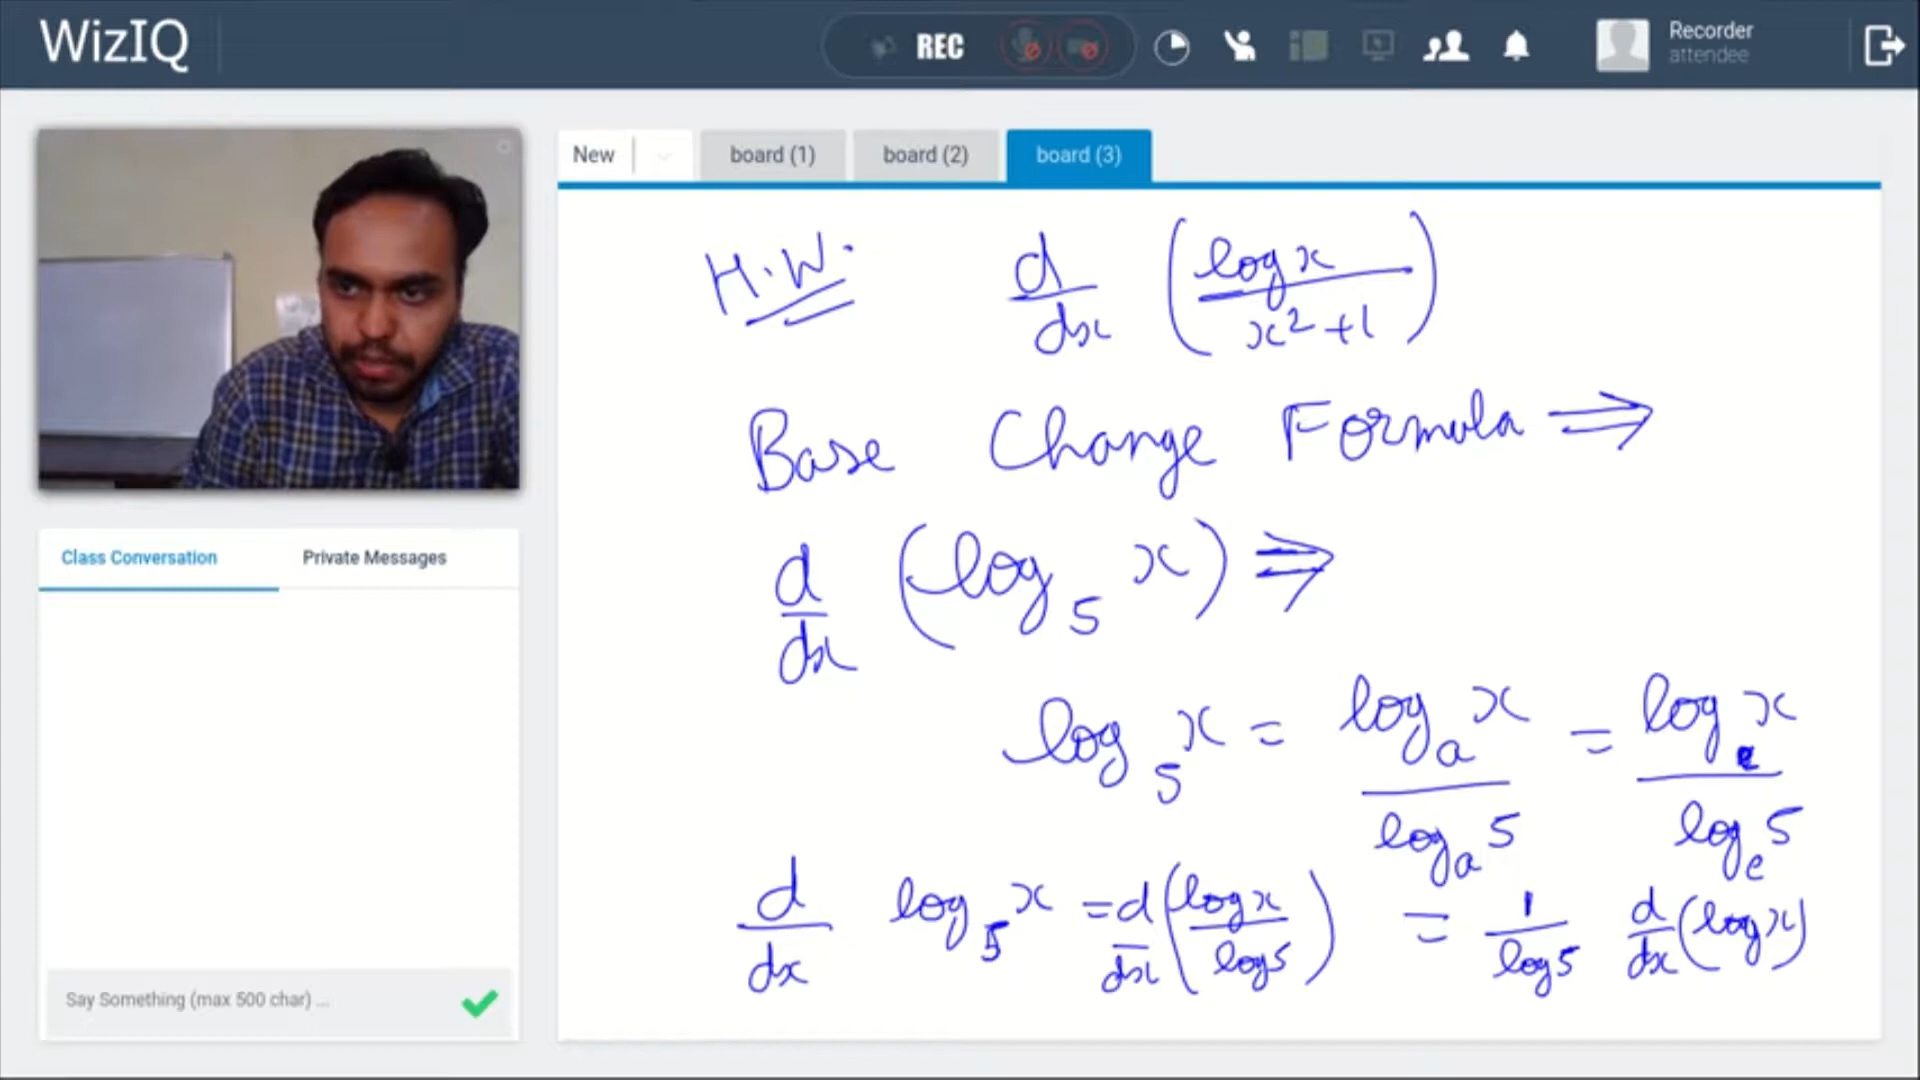 WizIQ
REC
Recorder
attendee
New
board (1)
board (2)
board (3)
H.W. d/dx (log x / x²+1)
Base Change Formula ⇒
d/dx (log₅ x) ⇒
log₅ x = logₐ x / logₐ 5 = logₑ x / logₑ 5
d/dx log₅ x = d/dx (log x / log 5) = 1/log 5 d/dx (log x)
Class Conversation
Private Messages
Say Something (max 500 char) ...